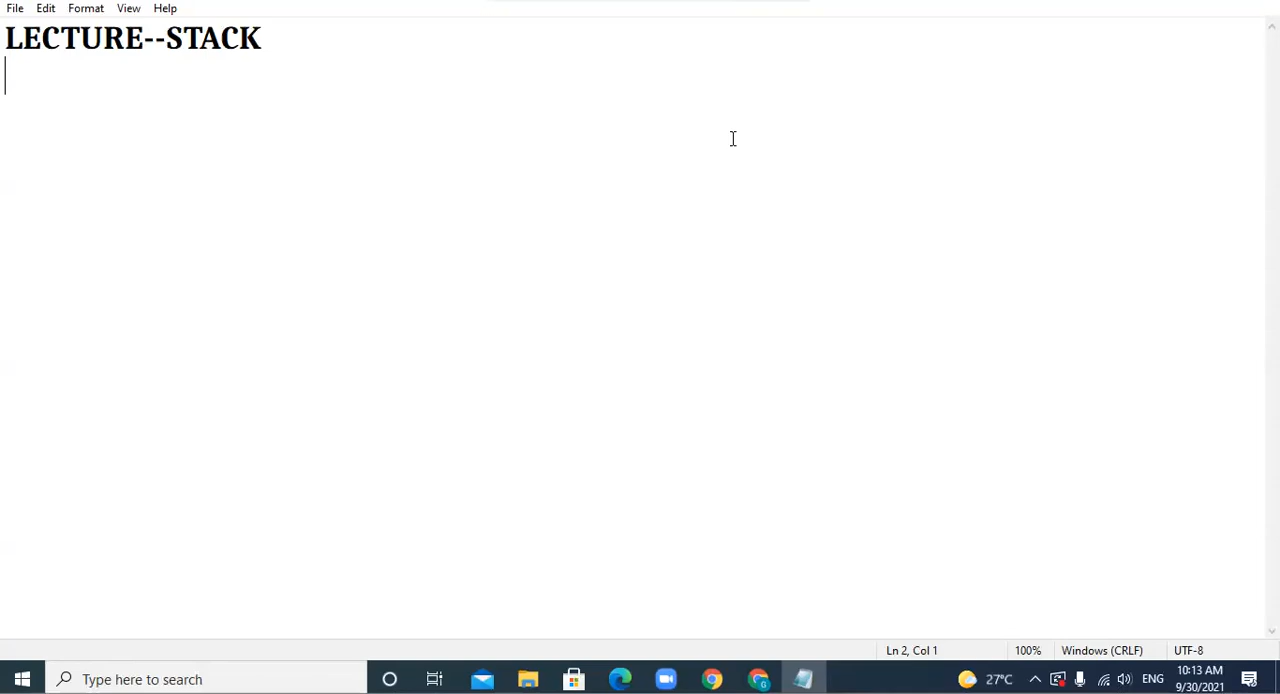 File Edit Format View Help
LECTURE--STACK
Ln 2, Col 1 100% Windows (CRLF) UTF-8
Type here to search 27°C ENG 10:13 AM
9/30/2021